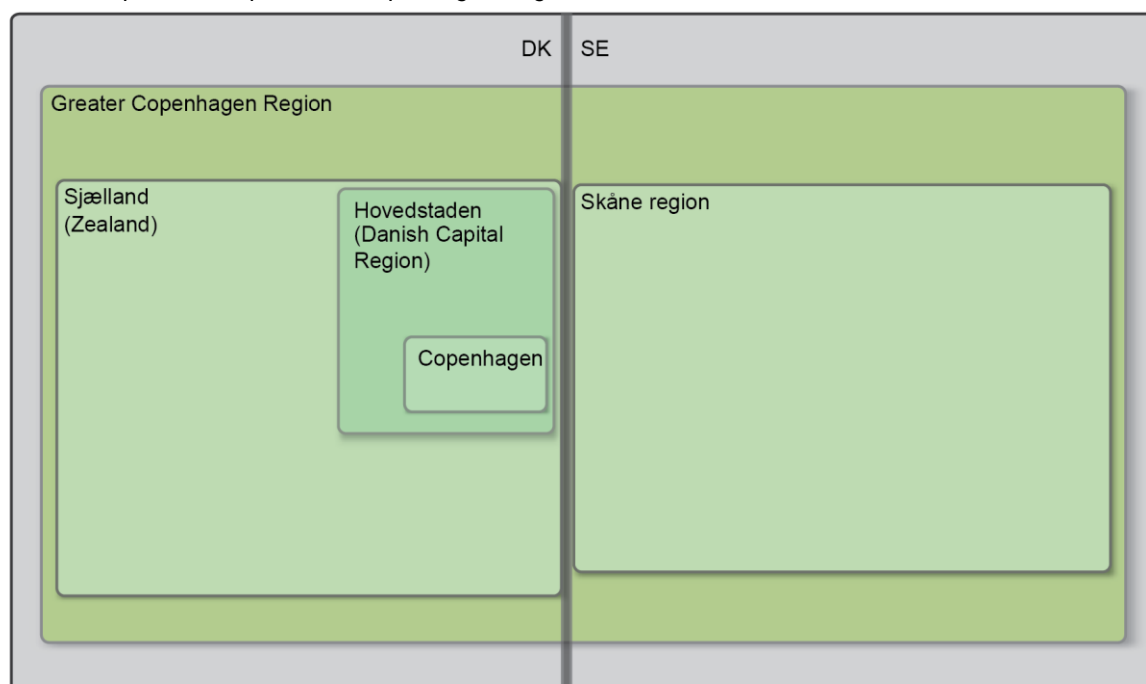 DK SE
Greater Copenhagen Region
Sjælland
(Zealand)
Hovedstaden
(Danish Capital
Region)
Copenhagen
Skåne region